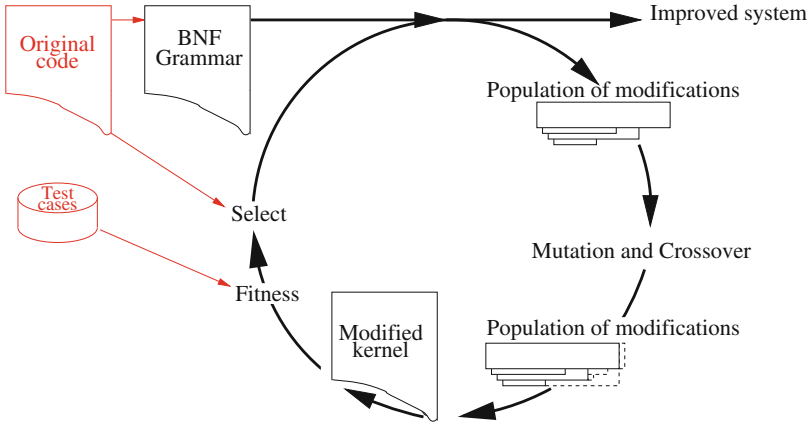 Original
code
BNF
Grammar
Improved system
Population of modifications
Test
cases
Select
Mutation and Crossover
Fitness
Modified
kernel
Population of modifications